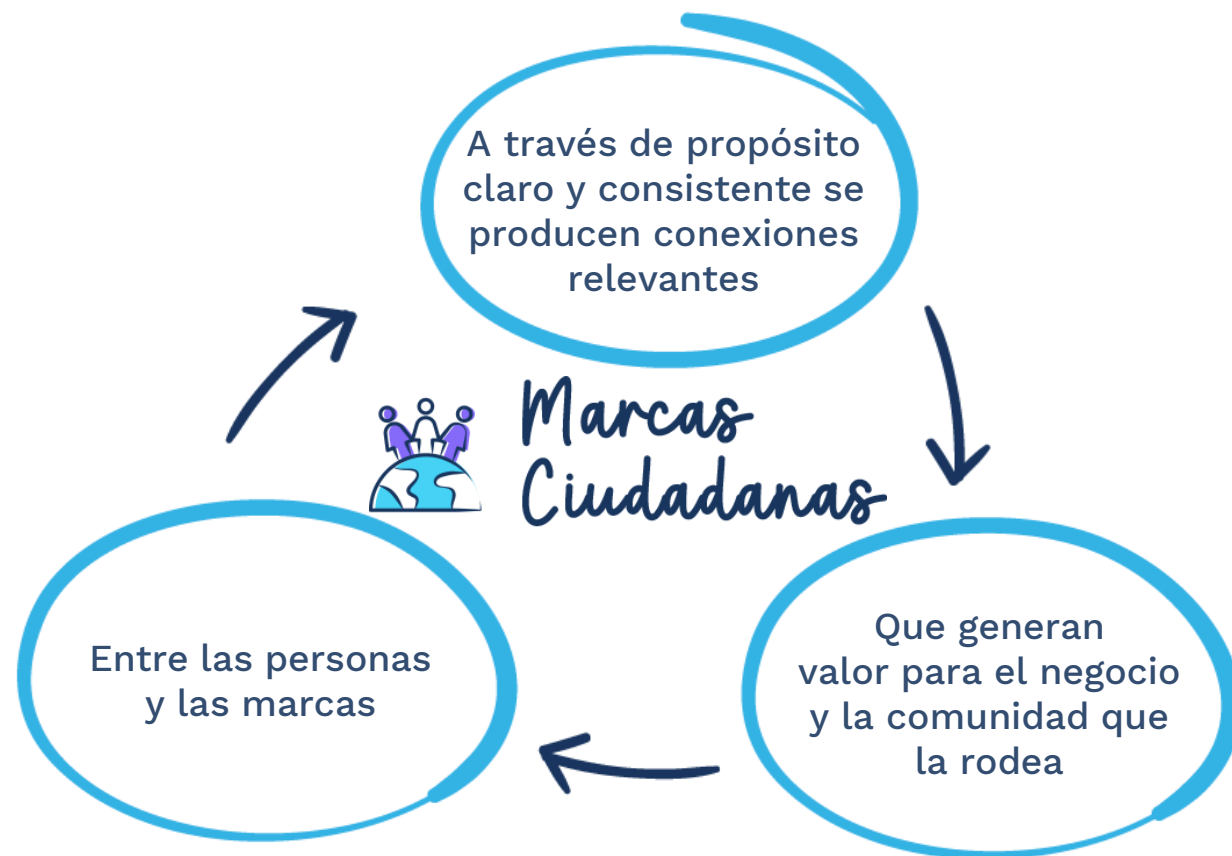 A través de propósito
claro y consistente se
producen conexiones
relevantes
Marcas
Ciudadanas
Que generan
valor para el negocio
y la comunidad que
la rodea
Entre las personas
y las marcas